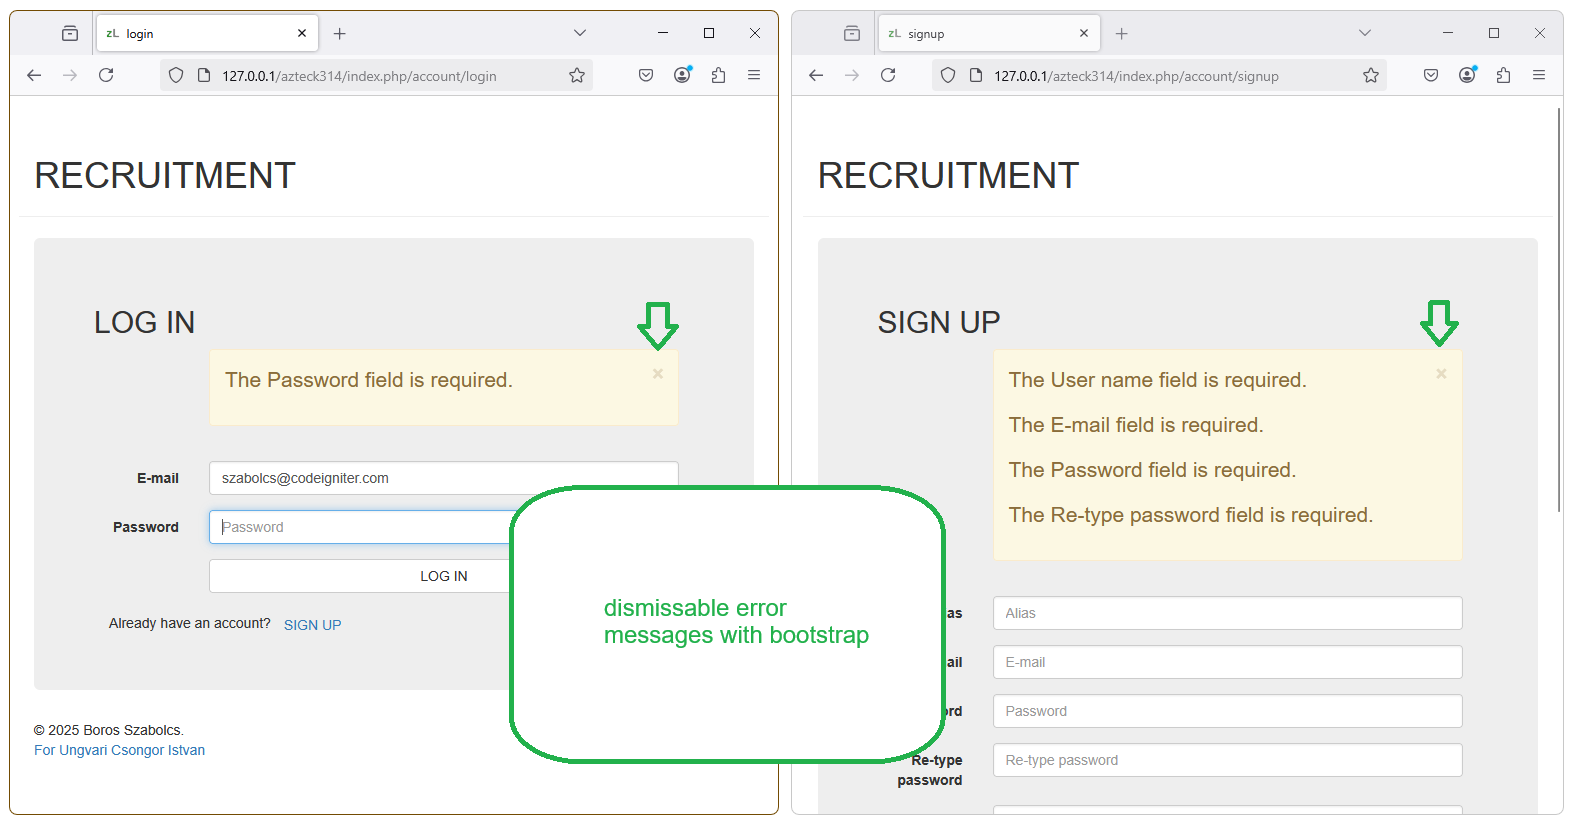 zL login
127.0.0.1/azteck314/index.php/account/login
RECRUITMENT
LOG IN
The Password field is required.
×
E-mail
szabolcs@codeigniter.com
Password
Password
LOG IN
Already have an account? SIGN UP
© 2025 Boros Szabolcs.
For Ungvari Csongor Istvan
dismissable error
messages with bootstrap
zL signup
127.0.0.1/azteck314/index.php/account/signup
RECRUITMENT
SIGN UP
The User name field is required.
×
The E-mail field is required.
The Password field is required.
The Re-type password field is required.
as
Alias
ail
E-mail
rd
Password
Re-type
password
Re-type password